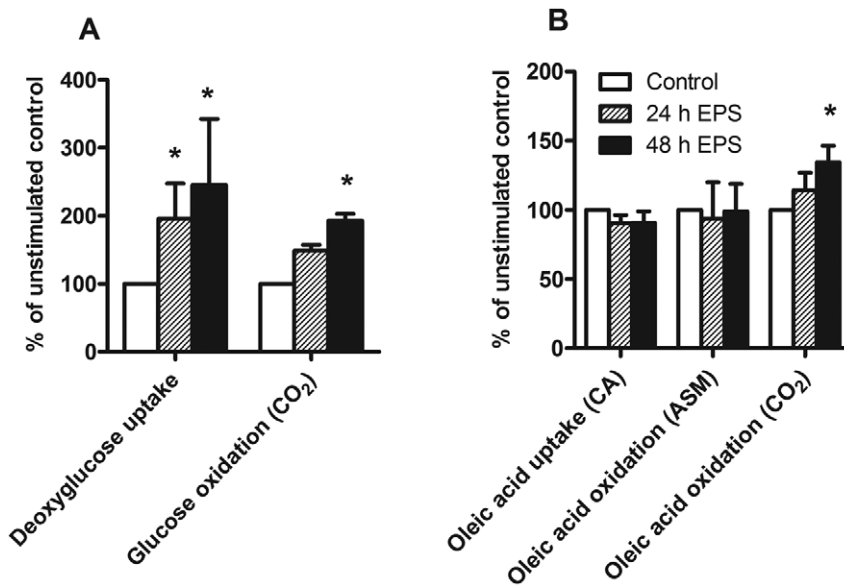 A
% of unstimulated control
400
300
200
100
0
*
*
*
Deoxyglucose uptake
Glucose oxidation (CO₂)
B
% of unstimulated control
200
150
100
50
0
Control
24 h EPS
48 h EPS
*
Oleic acid uptake (CA)
Oleic acid oxidation (ASM)
Oleic acid oxidation (CO₂)